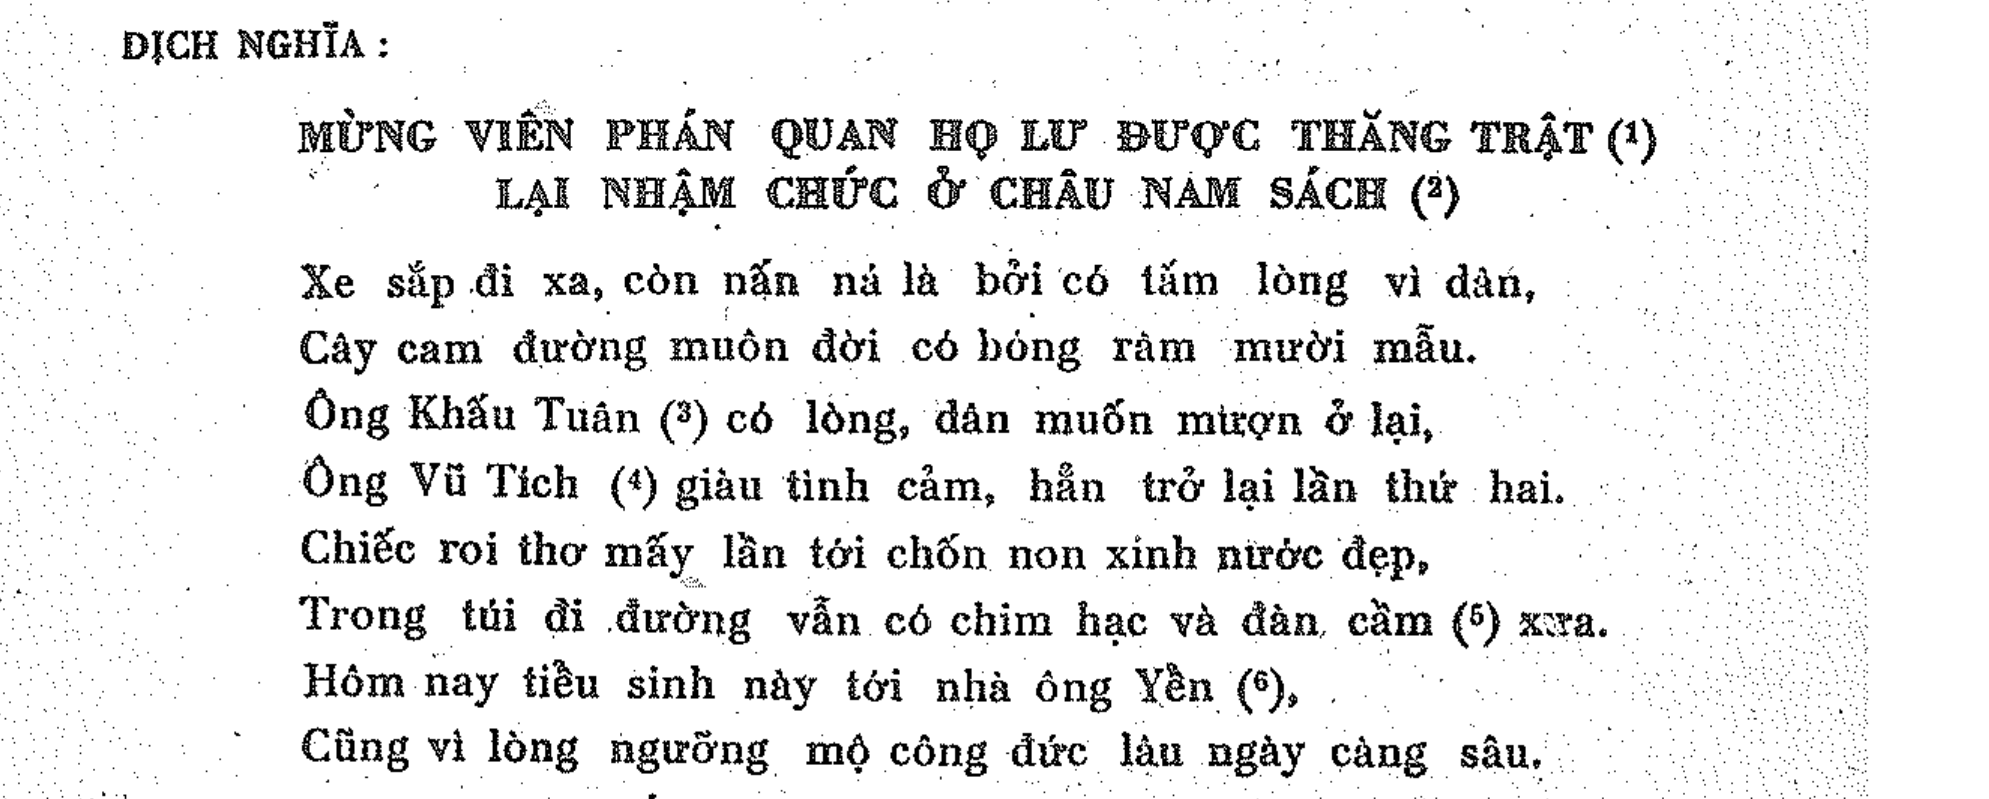 DỊCH NGHĨA :
MỪNG VIÊN PHÁN QUAN HỌ LƯ ĐƯỢC THĂNG TRẬT (1)
LẠI NHẬM CHỨC Ở CHÂU NAM SÁCH (2)
Xe sắp đi xa, còn nấn ná là bởi có tấm lòng vì dân,
Cây cam đường muôn đời có bóng râm mười mẫu.
Ông Khấu Tuân (3) có lòng, dân muốn mượn ở lại,
Ông Vũ Tích (4) giàu tình cảm, hẳn trở lại lần thứ hai.
Chiếc roi thơ mấy lần tới chốn non xinh nước đẹp,
Trong túi đi đường vẫn có chim hạc và đàn cầm (5) xưa.
Hôm nay tiểu sinh này tới nhà ông Yền (6),
Cũng vì lòng ngưỡng mộ công đức lâu ngày càng sâu.